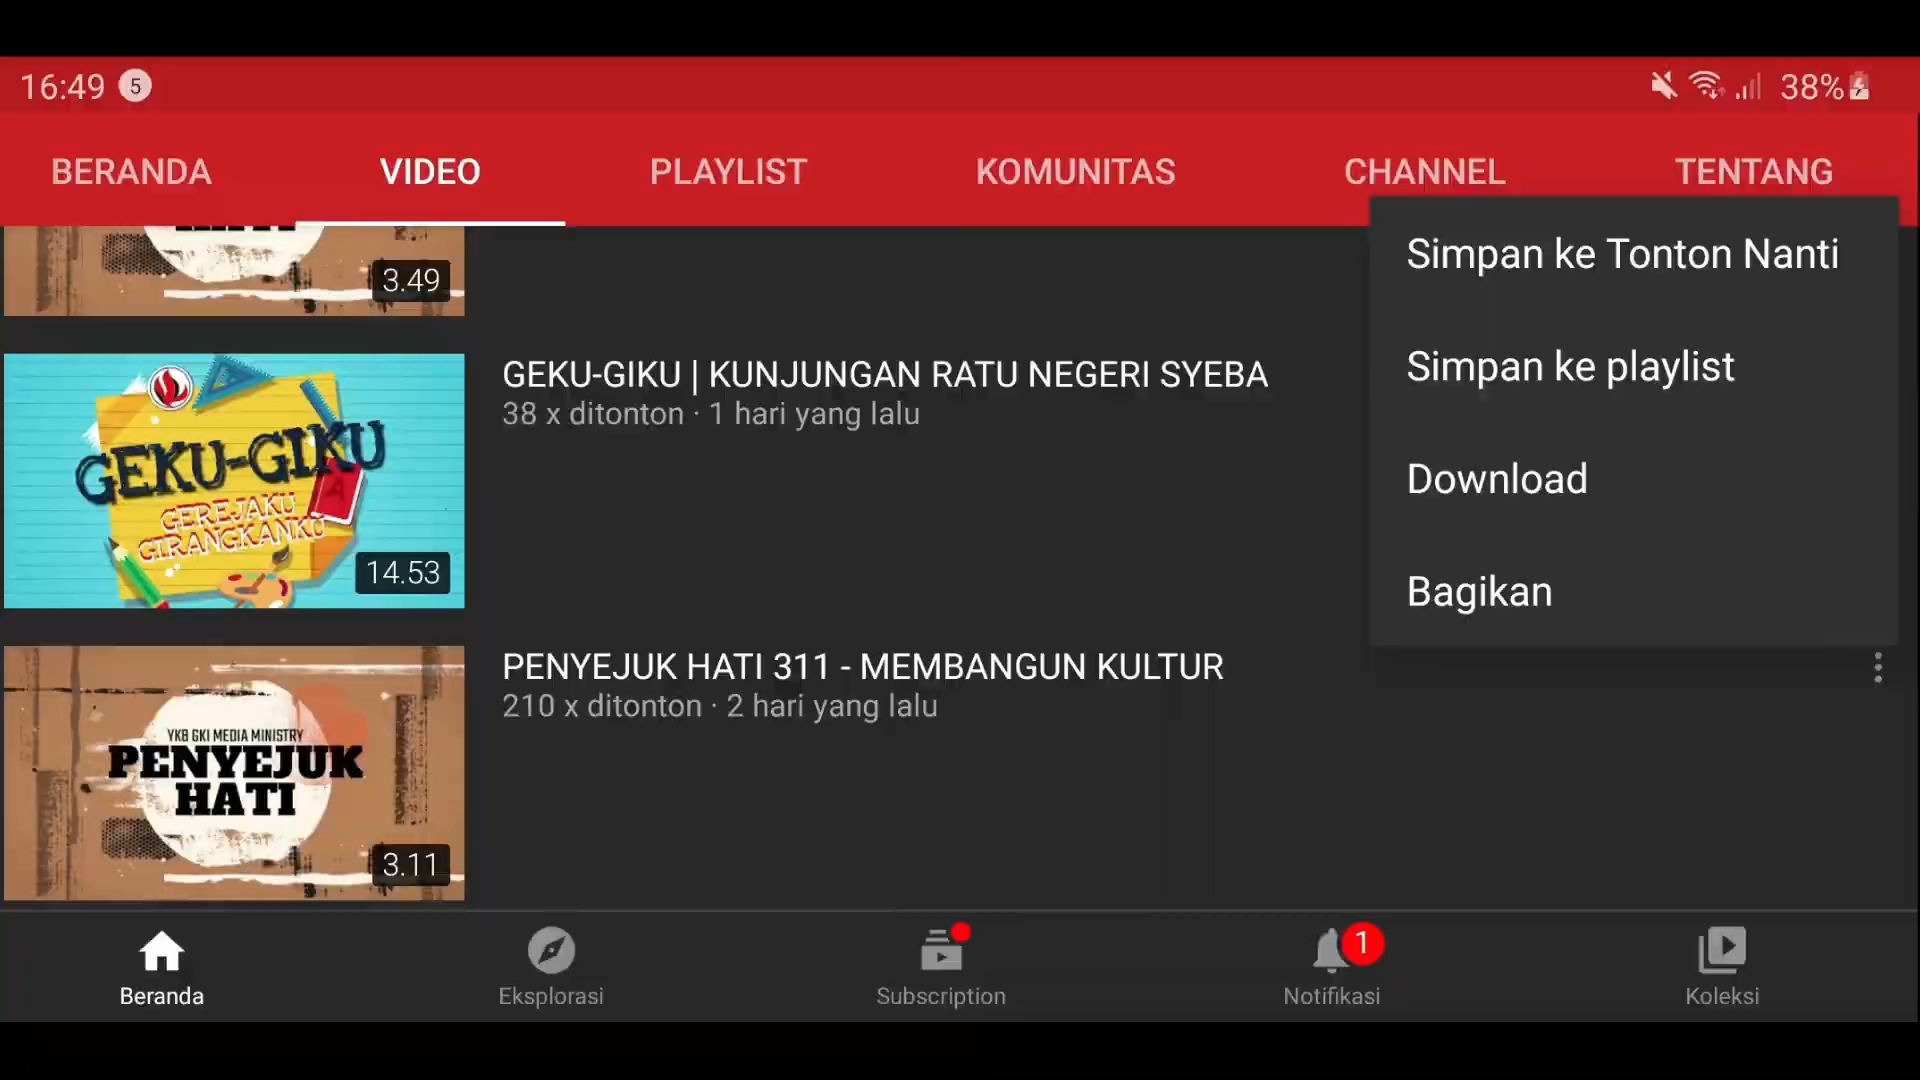 16:49 5 38%
BERANDA VIDEO PLAYLIST KOMUNITAS CHANNEL TENTANG
3.49
GEKU-GIKU
GEREJAKU
GIRANGKANKU
A
14.53
GEKU-GIKU | KUNJUNGAN RATU NEGERI SYEBA
38 x ditonton · 1 hari yang lalu
Simpan ke Tonton Nanti
Simpan ke playlist
Download
Bagikan
YKB GKI MEDIA MINISTRY
PENYEJUK
HATI
3.11
PENYEJUK HATI 311 - MEMBANGUN KULTUR
210 x ditonton · 2 hari yang lalu
Beranda Eksplorasi Subscription 1 Notifikasi Koleksi